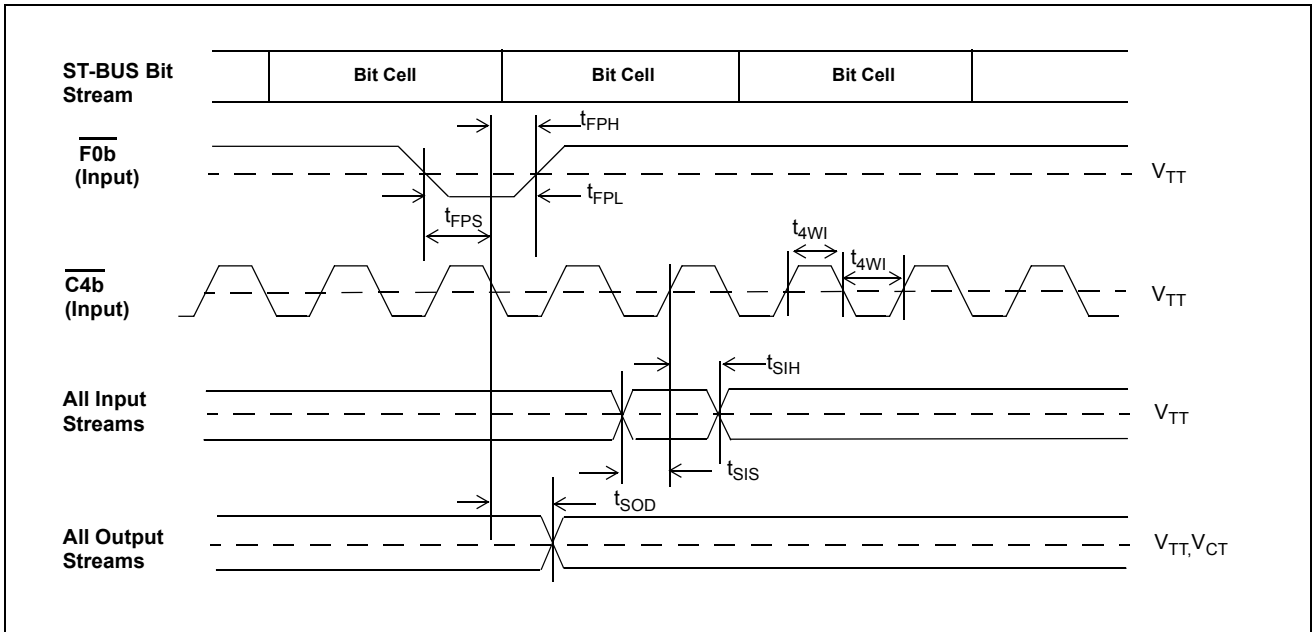 ST-BUS Bit
Stream
Bit Cell
Bit Cell
Bit Cell
tFPH
F0b
(Input)
VTT
tFPL
tFPS
t4WI
t4WI
C4b
(Input)
VTT
tSIH
All Input
Streams
VTT
tSIS
tSOD
All Output
Streams
VTT,VCT